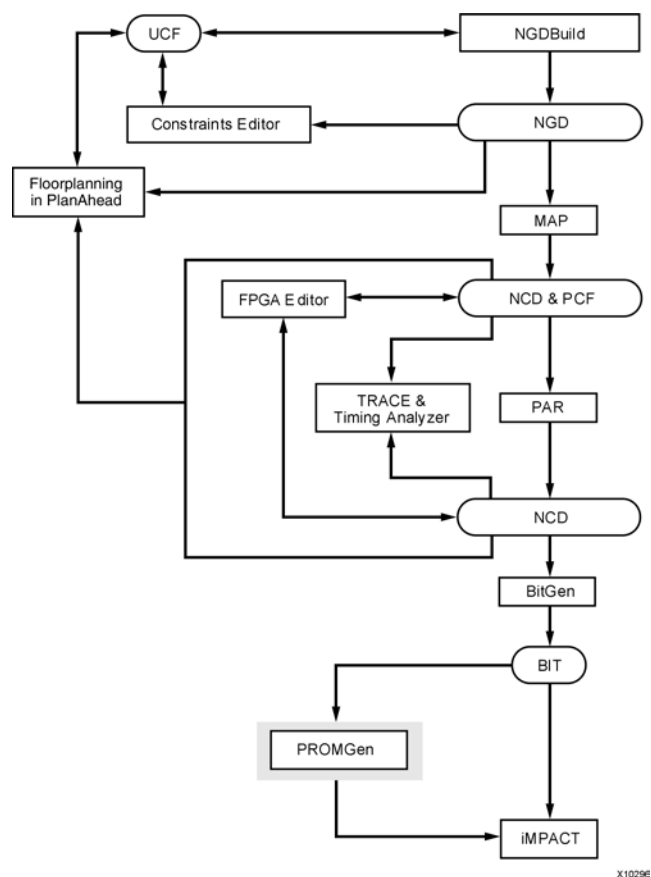 UCF
NGDBuild
Constraints Editor
NGD
Floorplanning
in PlanAhead
MAP
FPGA Editor
NCD & PCF
TRACE &
Timing Analyzer
PAR
NCD
BitGen
BIT
PROMGen
iMPACT
X10296